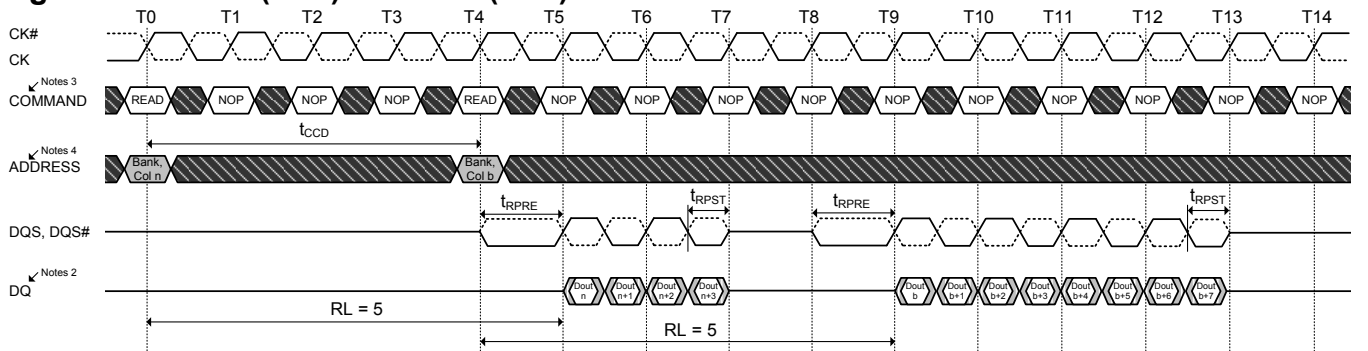 T0 T1 T2 T3 T4 T5 T6 T7 T8 T9 T10 T11 T12 T13 T14
CK#
CK
Notes 3
COMMAND READ NOP NOP NOP READ NOP NOP NOP NOP NOP NOP NOP NOP NOP NOP
tCCD
Notes 4
ADDRESS Bank, Col n Bank, Col b
tRPRE tRPST tRPRE tRPST
DQS, DQS#
Notes 2
DQ Dout n Dout n+1 Dout n+2 Dout n+3 Dout b Dout b+1 Dout b+2 Dout b+3 Dout b+4 Dout b+5 Dout b+6 Dout b+7
RL = 5
RL = 5